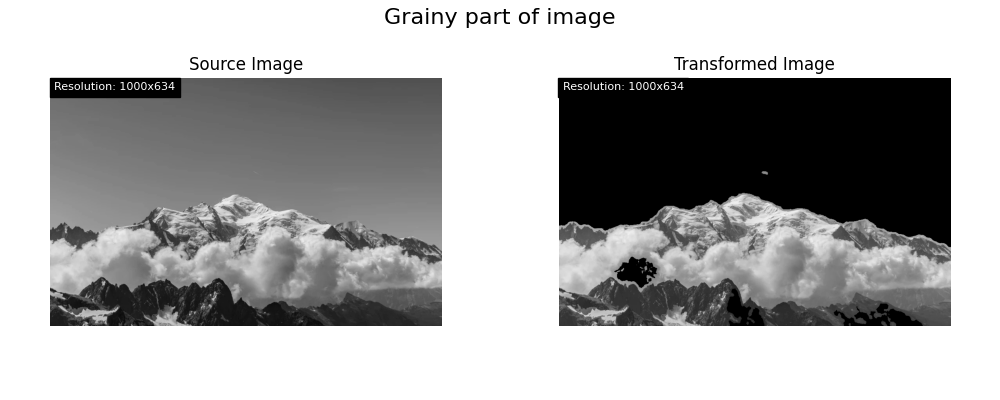 Grainy part of image
Source Image
Transformed Image
Resolution: 1000x634
Resolution: 1000x634